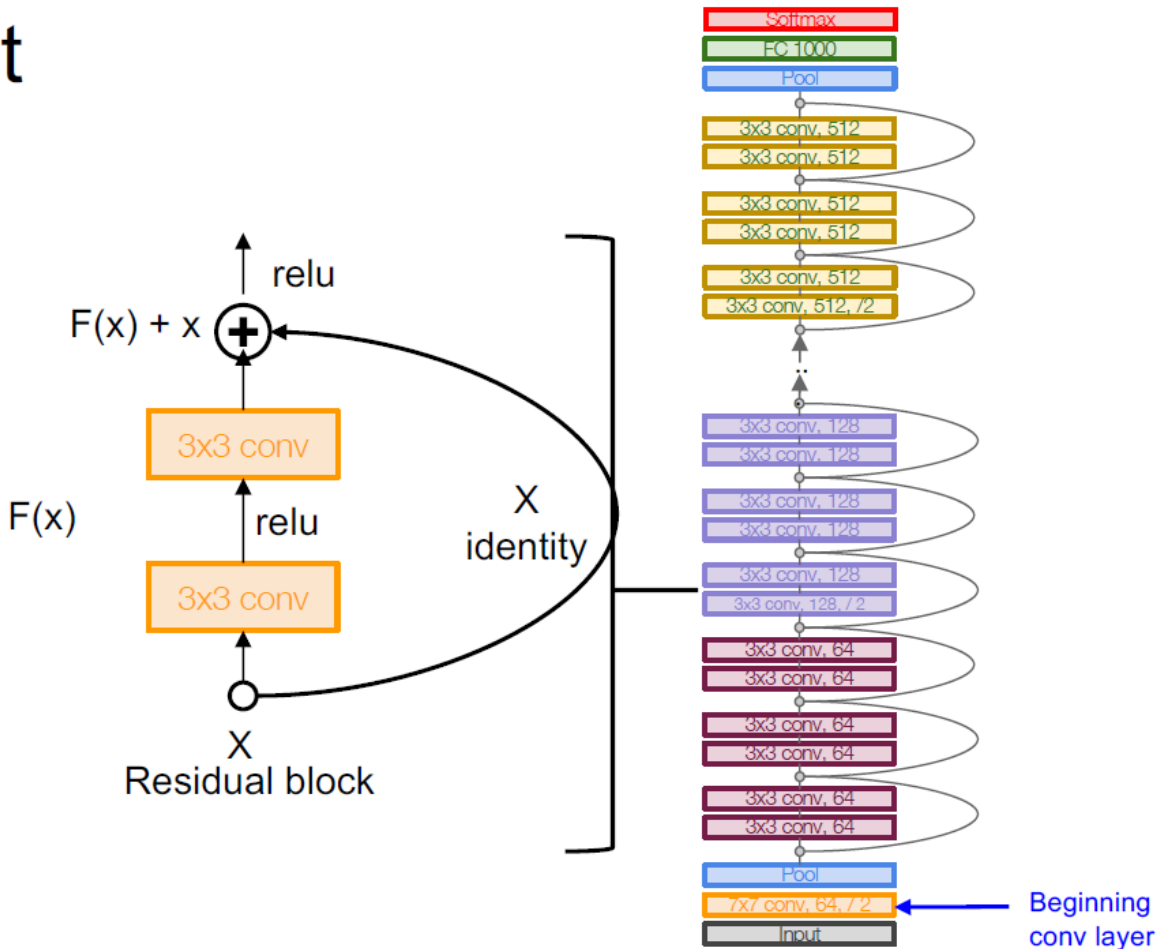 t
relu
F(x) + x
3x3 conv
F(x)
relu
X
identity
3x3 conv
X
Residual block
Softmax
FC 1000
Pool
3x3 conv, 512
3x3 conv, 512
3x3 conv, 512
3x3 conv, 512
3x3 conv, 512
3x3 conv, 512, /2
..
3x3 conv, 128
3x3 conv, 128
3x3 conv, 128
3x3 conv, 128
3x3 conv, 128
3x3 conv, 128, / 2
3x3 conv, 64
3x3 conv, 64
3x3 conv, 64
3x3 conv, 64
3x3 conv, 64
3x3 conv, 64
Pool
7x7 conv, 64, / 2
Input
Beginning
conv layer